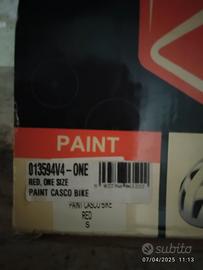 PAINT
013594V4-ONE
RED, ONE SIZE
PAINT CASCO BIKE
PAINT CASCO BIKE
RED
S
subito
07/04/2025 11:13